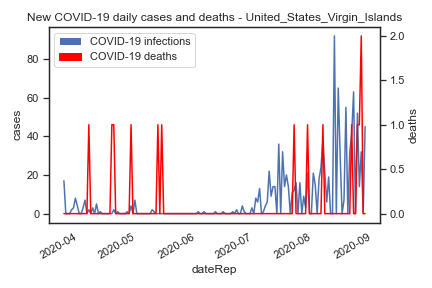 New COVID-19 daily cases and deaths - United_States_Virgin_Islands
COVID-19 infections
COVID-19 deaths
cases
80
60
40
20
0
2.0
1.5
1.0
0.5
0.0
deaths
2020-04
2020-05
2020-06
2020-07
2020-08
2020-09
dateRep